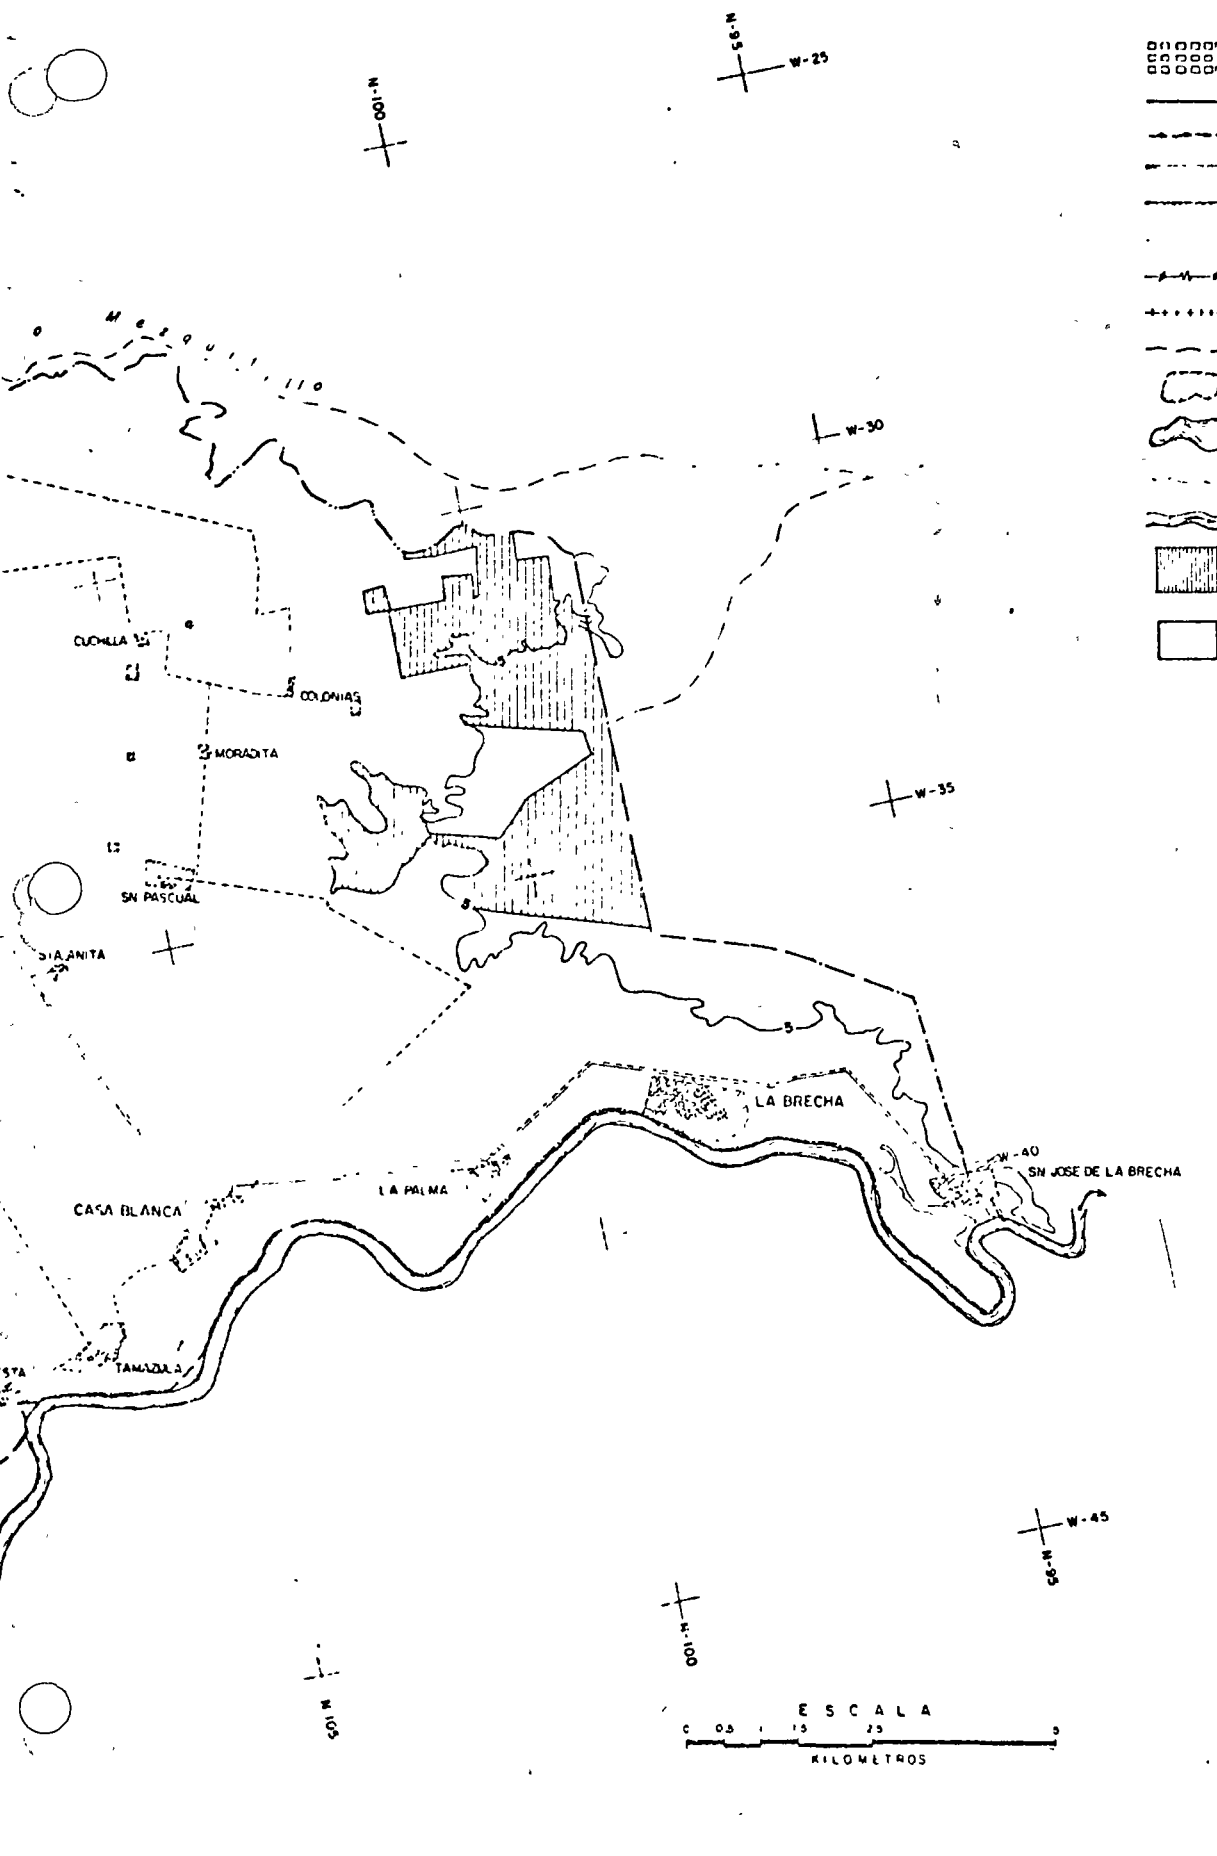 N-95
W-25
N-100
W-30
CUCHILLA
5
COLONIAS
MORADITA
W-35
SN PASCUAL
5
STA. ANITA
5
LA BRECHA
W-40
SN JOSE DE LA BRECHA
LA PALMA
CASA BLANCA
TAMAZULA
W-45
N-95
N-100
N 105
ESCALA
0 0.5 1 1.5 2.5 5
KILOMETROS